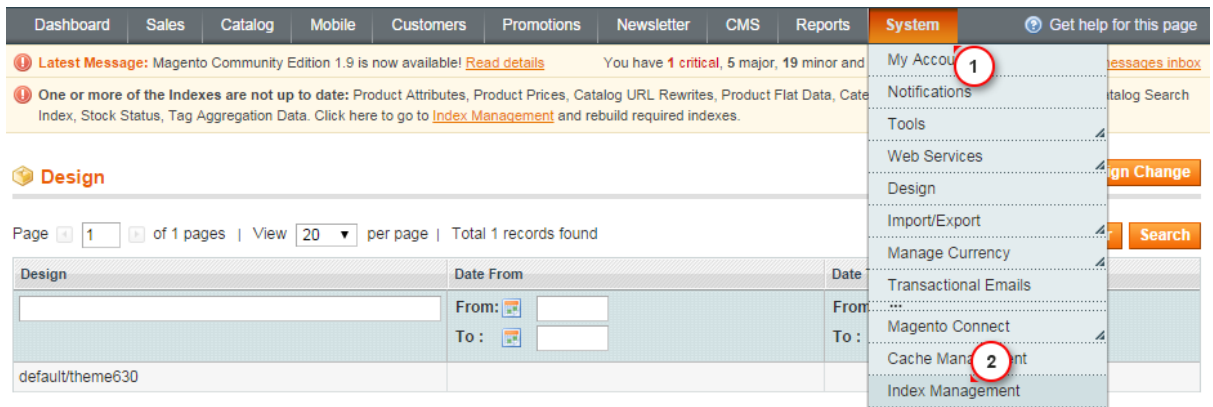 Dashboard Sales Catalog Mobile Customers Promotions Newsletter CMS Reports System Get help for this page
Latest Message: Magento Community Edition 1.9 is now available! Read details You have 1 critical, 5 major, 19 minor and
messages inbox
One or more of the Indexes are not up to date: Product Attributes, Product Prices, Catalog URL Rewrites, Product Flat Data,
Search
Index, Stock Status, Tag Aggregation Data. Click here to go to Index Management and rebuild required indexes.
My
1
Notifications
Tools
Web Services
Design
Import/Export
Manage Currency
Transactional Emails
...
Magento Connect
Cache
2
Index Management
Design
Change
Page 1 of 1 pages | View 20 per page | Total 1 records found
Search
Design Date From Date
From: From
To : To :
default/theme630